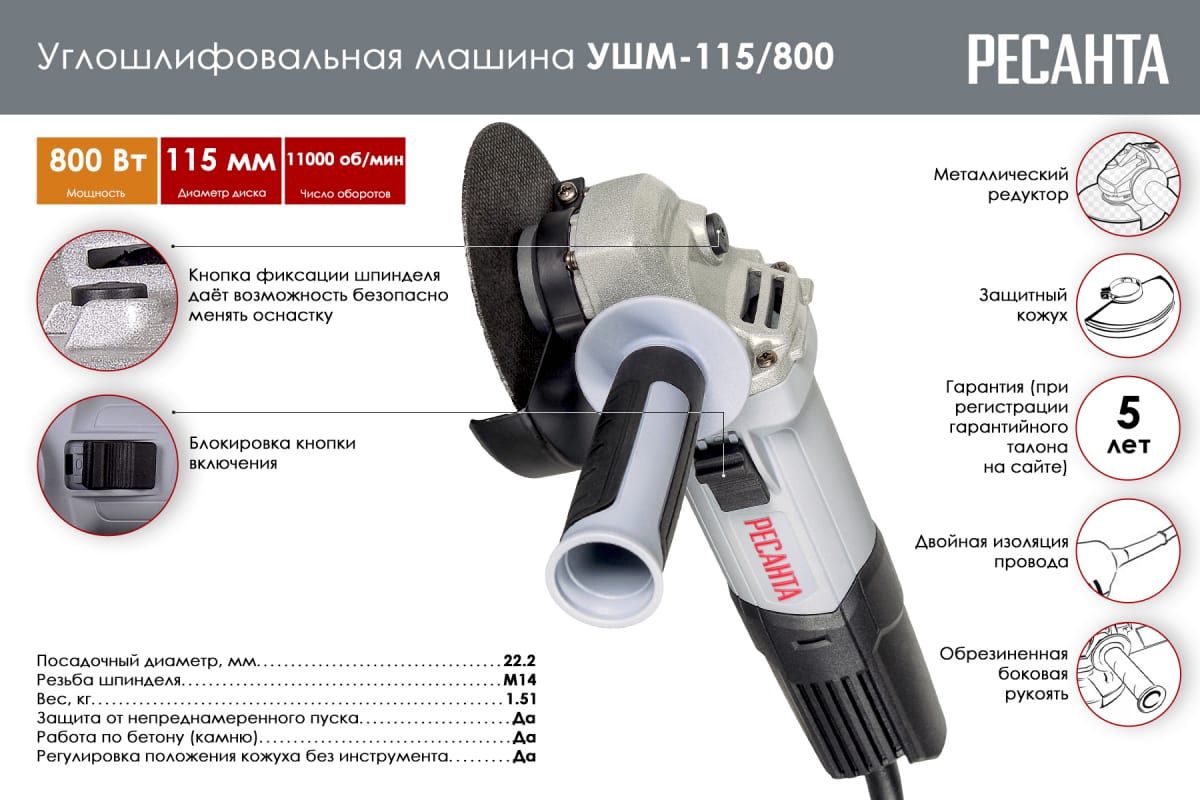 Углошлифовальная машина УШМ-115/800
РЕСАНТА
800 Вт
Мощность
115 мм
Диаметр диска
11000 об/мин
Число оборотов
Кнопка фиксации шпинделя
даёт возможность безопасно
менять оснастку
Блокировка кнопки
включения
РЕСАНТА
Металлический
редуктор
Защитный
кожух
Гарантия (при
регистрации
гарантийного
талона
на сайте)
5
лет
Двойная изоляция
провода
Обрезиненная
боковая
рукоять
Посадочный диаметр, мм........................................22.2
Резьба шпинделя....................................................М14
Вес, кг.................................................................1.51
Защита от непреднамеренного пуска......................Да
Работа по бетону (камню).......................................Да
Регулировка положения кожуха без инструмента.........Да